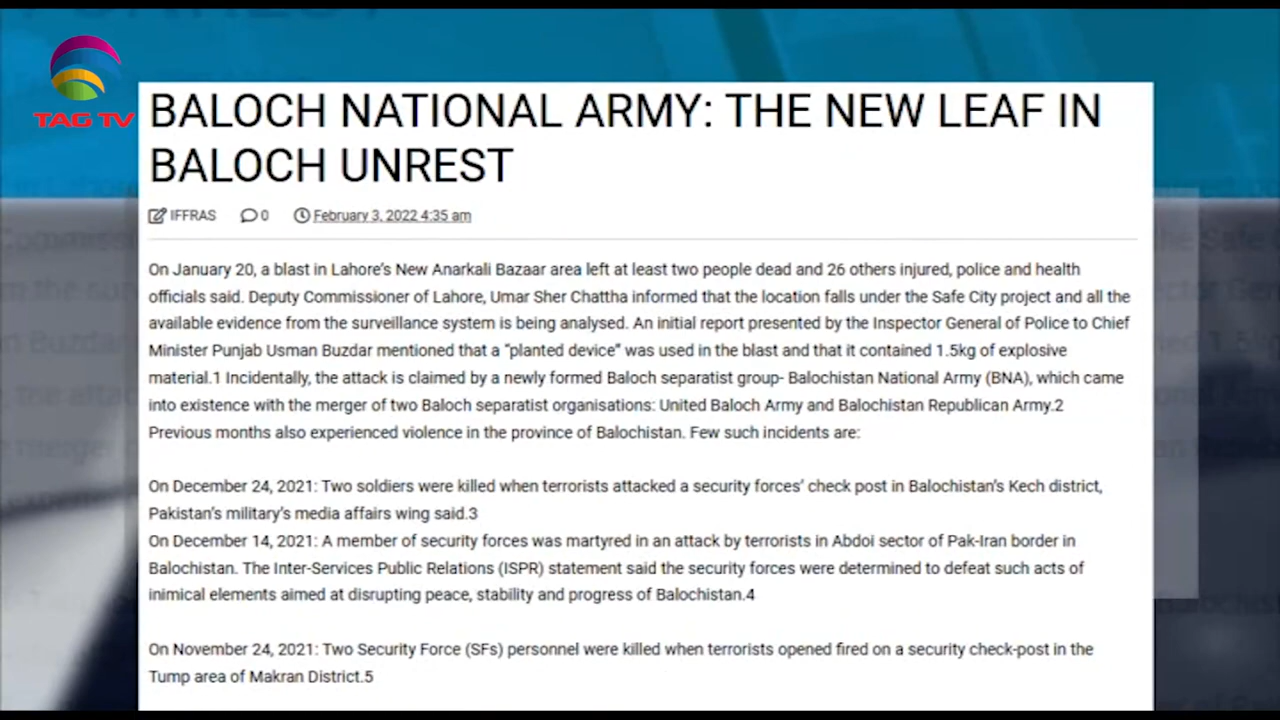 TAG TV
BALOCH NATIONAL ARMY: THE NEW LEAF IN
BALOCH UNREST
IFFRAS 0 February 3, 2022 4:35 am
On January 20, a blast in Lahore's New Anarkali Bazaar area left at least two people dead and 26 others injured, police and health
officials said. Deputy Commissioner of Lahore, Umar Sher Chattha informed that the location falls under the Safe City project and all the
available evidence from the surveillance system is being analysed. An initial report presented by the Inspector General of Police to Chief
Minister Punjab Usman Buzdar mentioned that a “planted device” was used in the blast and that it contained 1.5kg of explosive
material.1 Incidentally, the attack is claimed by a newly formed Baloch separatist group- Balochistan National Army (BNA), which came
into existence with the merger of two Baloch separatist organisations: United Baloch Army and Balochistan Republican Army.2
Previous months also experienced violence in the province of Balochistan. Few such incidents are:
On December 24, 2021: Two soldiers were killed when terrorists attacked a security forces' check post in Balochistan's Kech district,
Pakistan's military's media affairs wing said.3
On December 14, 2021: A member of security forces was martyred in an attack by terrorists in Abdoi sector of Pak-Iran border in
Balochistan. The Inter-Services Public Relations (ISPR) statement said the security forces were determined to defeat such acts of
inimical elements aimed at disrupting peace, stability and progress of Balochistan.4
On November 24, 2021: Two Security Force (SFs) personnel were killed when terrorists opened fired on a security check-post in the
Tump area of Makran District.5